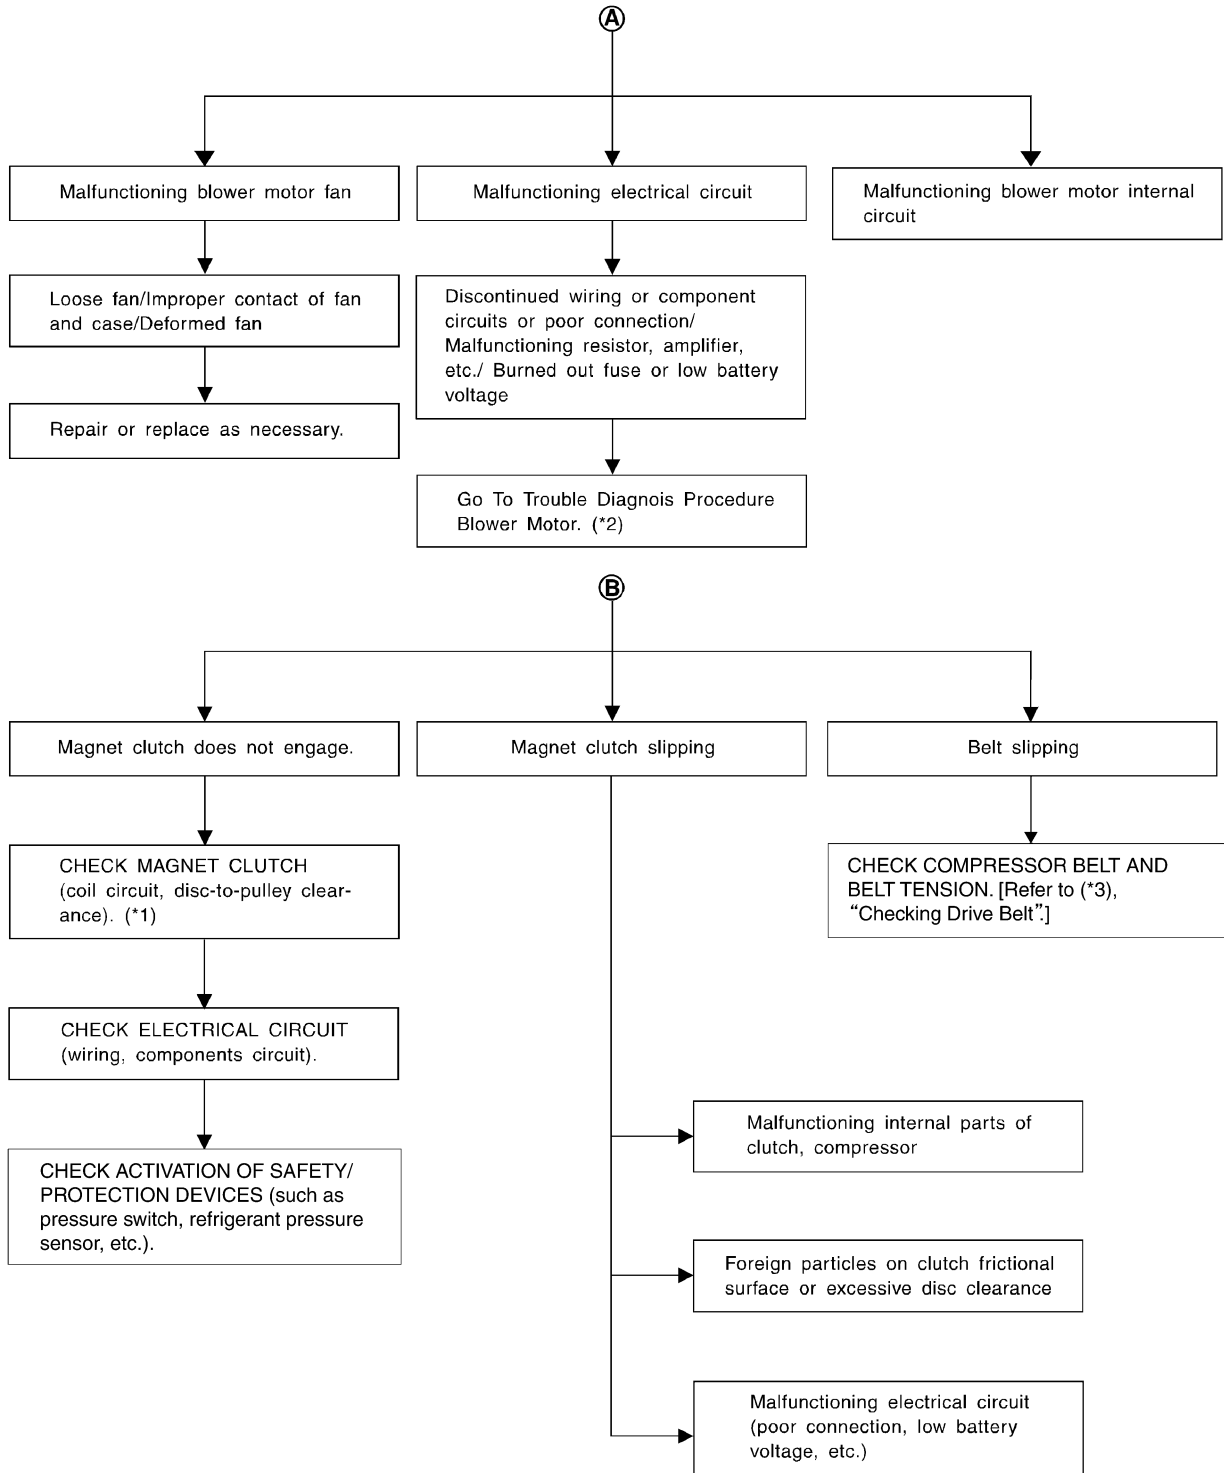 A
Malfunctioning blower motor fan
Malfunctioning electrical circuit
Malfunctioning blower motor internal
circuit
Loose fan/Improper contact of fan
and case/Deformed fan
Discontinued wiring or component
circuits or poor connection/
Malfunctioning resistor, amplifier,
etc./ Burned out fuse or low battery
voltage
Repair or replace as necessary.
Go To Trouble Diagnois Procedure
Blower Motor. (*2)
B
Magnet clutch does not engage.
Magnet clutch slipping
Belt slipping
CHECK MAGNET CLUTCH
(coil circuit, disc-to-pulley clear-
ance). (*1)
CHECK COMPRESSOR BELT AND
BELT TENSION. [Refer to (*3),
“Checking Drive Belt”.]
CHECK ELECTRICAL CIRCUIT
(wiring, components circuit).
CHECK ACTIVATION OF SAFETY/
PROTECTION DEVICES (such as
pressure switch, refrigerant pressure
sensor, etc.).
Malfunctioning internal parts of
clutch, compressor
Foreign particles on clutch frictional
surface or excessive disc clearance
Malfunctioning electrical circuit
(poor connection, low battery
voltage, etc.)